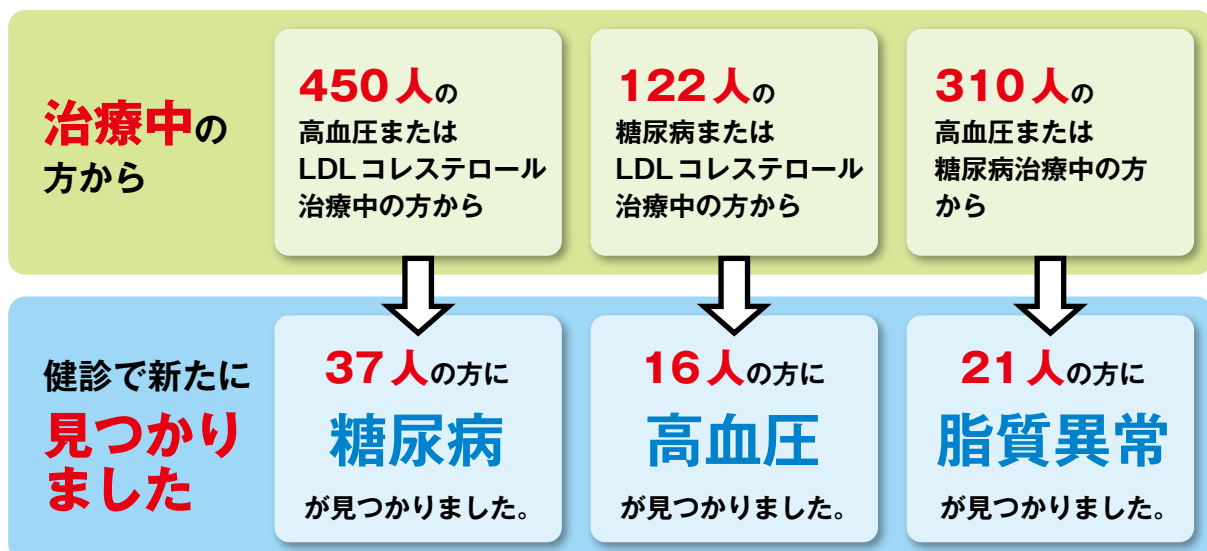 治療中の
方から
450人の
高血圧または
LDLコレステロール
治療中の方から
122人の
糖尿病または
LDLコレステロール
治療中の方から
310人の
高血圧または
糖尿病治療中の方
から
健診で新たに
見つかり
ました
37人の方に
糖尿病
が見つかりました。
16人の方に
高血圧
が見つかりました。
21人の方に
脂質異常
が見つかりました。